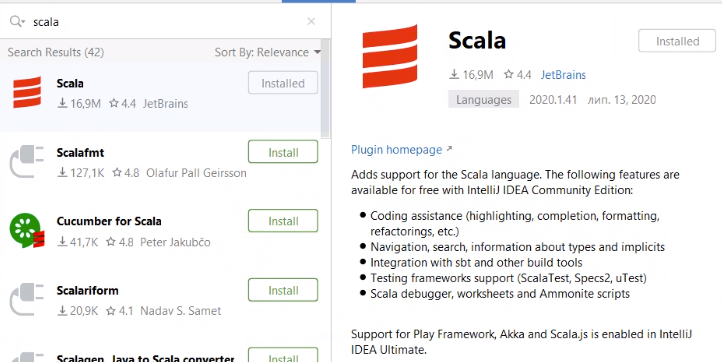 scala
Search Results (42)
Sort By: Relevance
Scala
16,9M 4.4 JetBrains
Installed
Scalafmt
127,1K 4.8 Olafur Pall Geirsson
Install
Cucumber for Scala
41,7K 4.8 Peter Jakubčo
Install
Scalariform
20,9K 4.1 Nadav S. Samet
Install
Scalagen, Java to Scala converter
Scala
Installed
16,9M 4.4 JetBrains
Languages 2020.1.41 лип. 13, 2020
Plugin homepage
Adds support for the Scala language. The following features are
available for free with IntelliJ IDEA Community Edition:
• Coding assistance (highlighting, completion, formatting,
refactorings, etc.)
• Navigation, search, information about types and implicits
• Integration with sbt and other build tools
• Testing frameworks support (ScalaTest, Specs2, uTest)
• Scala debugger, worksheets and Ammonite scripts
Support for Play Framework, Akka and Scala.js is enabled in IntelliJ
IDEA Ultimate.